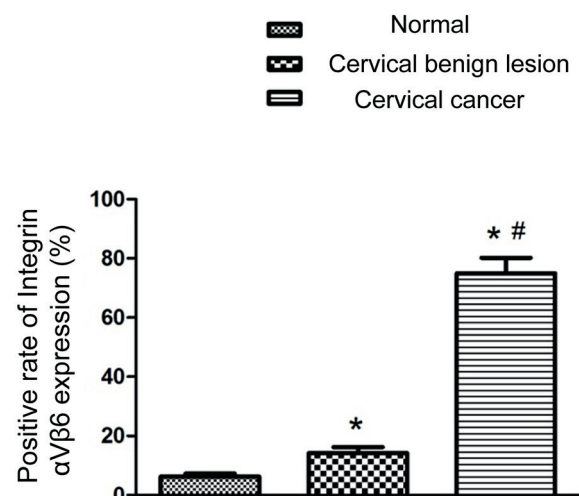 Normal
Cervical benign lesion
Cervical cancer
Positive rate of Integrin
αVβ6 expression (%)
100
80
60
40
20
0
*
* #